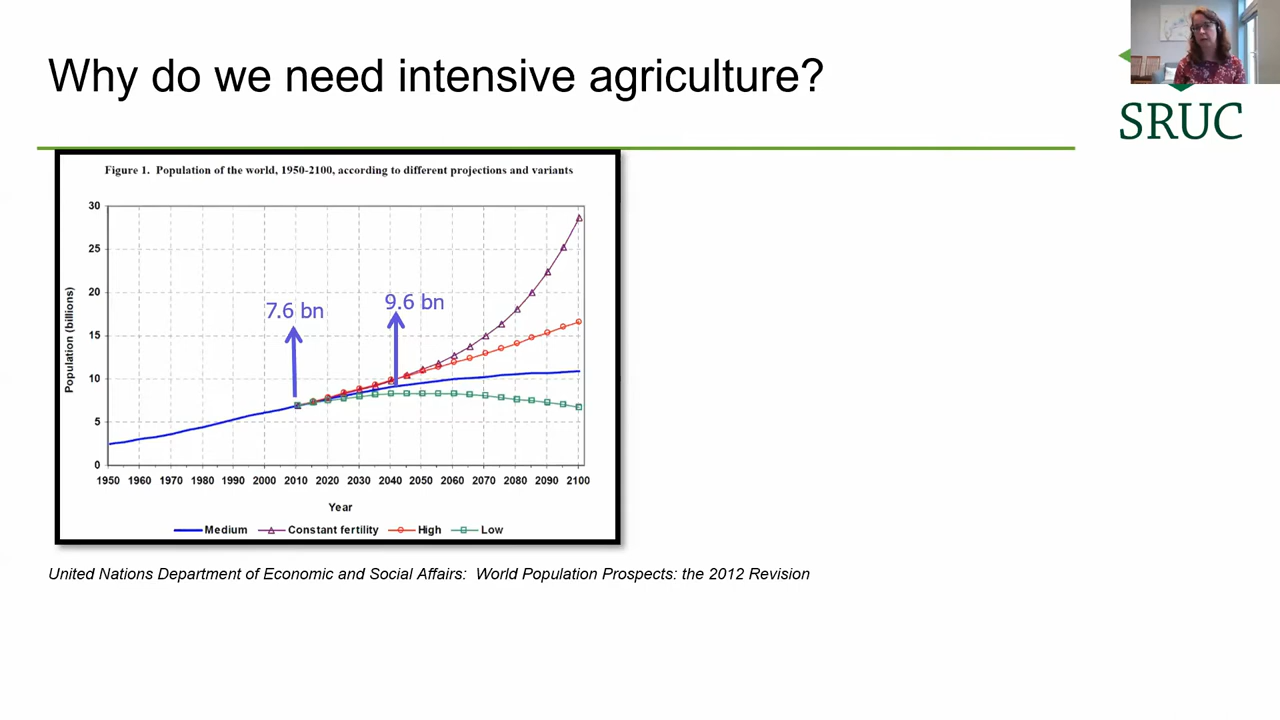 Why do we need intensive agriculture?
SRUC
Figure 1. Population of the world, 1950-2100, according to different projections and variants
30
25
20
15
10
5
0
Population (billions)
7.6 bn
9.6 bn
1950 1960 1970 1980 1990 2000 2010 2020 2030 2040 2050 2060 2070 2080 2090 2100
Year
Medium Constant fertility High Low
United Nations Department of Economic and Social Affairs: World Population Prospects: the 2012 Revision